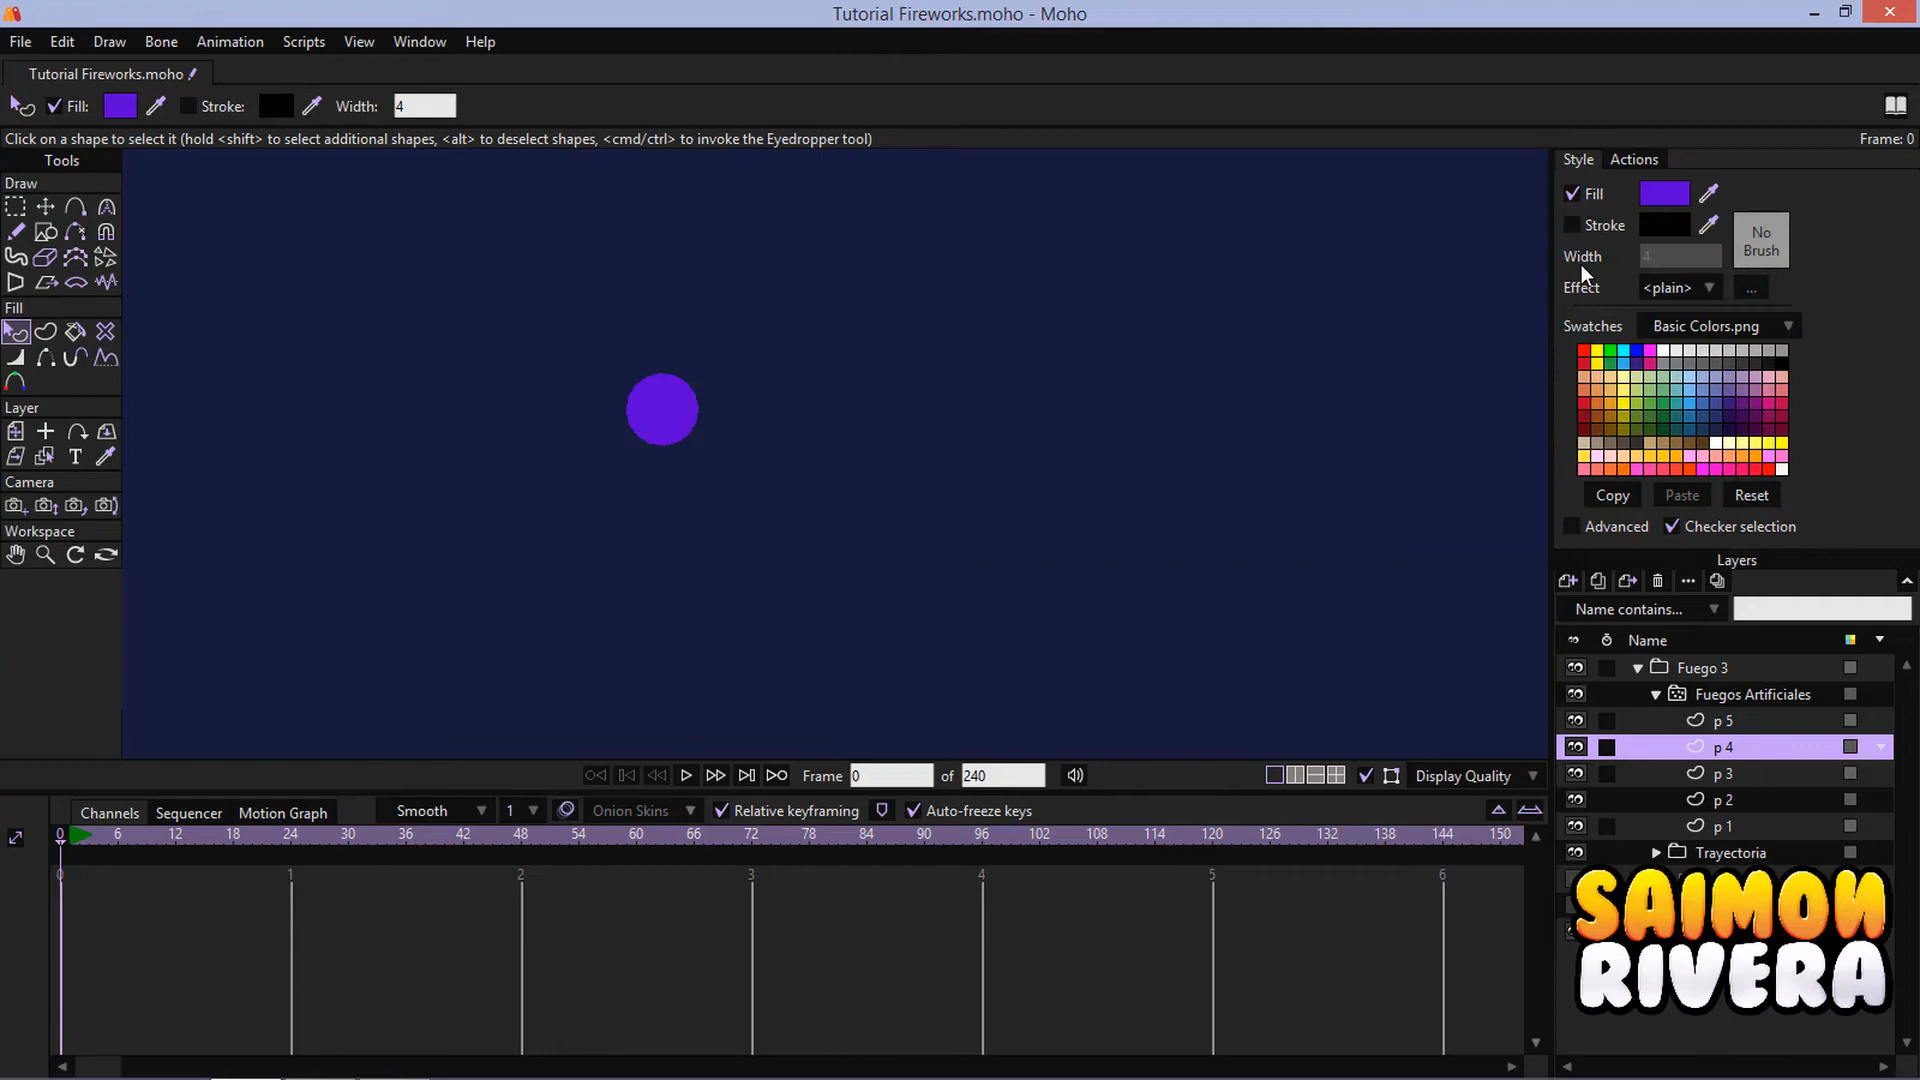 Tutorial Fireworks.moho - Moho
File Edit Draw Bone Animation Scripts View Window Help
Tutorial Fireworks.moho
Fill: Stroke: Width: 4
Click on a shape to select it (hold <shift> to select additional shapes, <alt> to deselect shapes, <cmd/ctrl> to invoke the Eyedropper tool) Frame: 0
Tools
Draw
Fill
Layer
Camera
Workspace
Style Actions
Fill
Stroke
No Brush
Width 4
Effect <plain> ...
Swatches Basic Colors.png
Copy Paste Reset
Advanced Checker selection
Layers
Name contains...
Name
Fuego 3
Fuegos Artificiales
p 5
p 4
p 3
p 2
p 1
Trayectoria
SAIMON
RIVERA
Frame 0 of 240 Display Quality
Channels Sequencer Motion Graph Smooth 1 Onion Skins Relative keyframing Auto-freeze keys
0 6 12 18 24 30 36 42 48 54 60 66 72 78 84 90 96 102 108 114 120 126 132 138 144 150
0 1 2 3 4 5 6